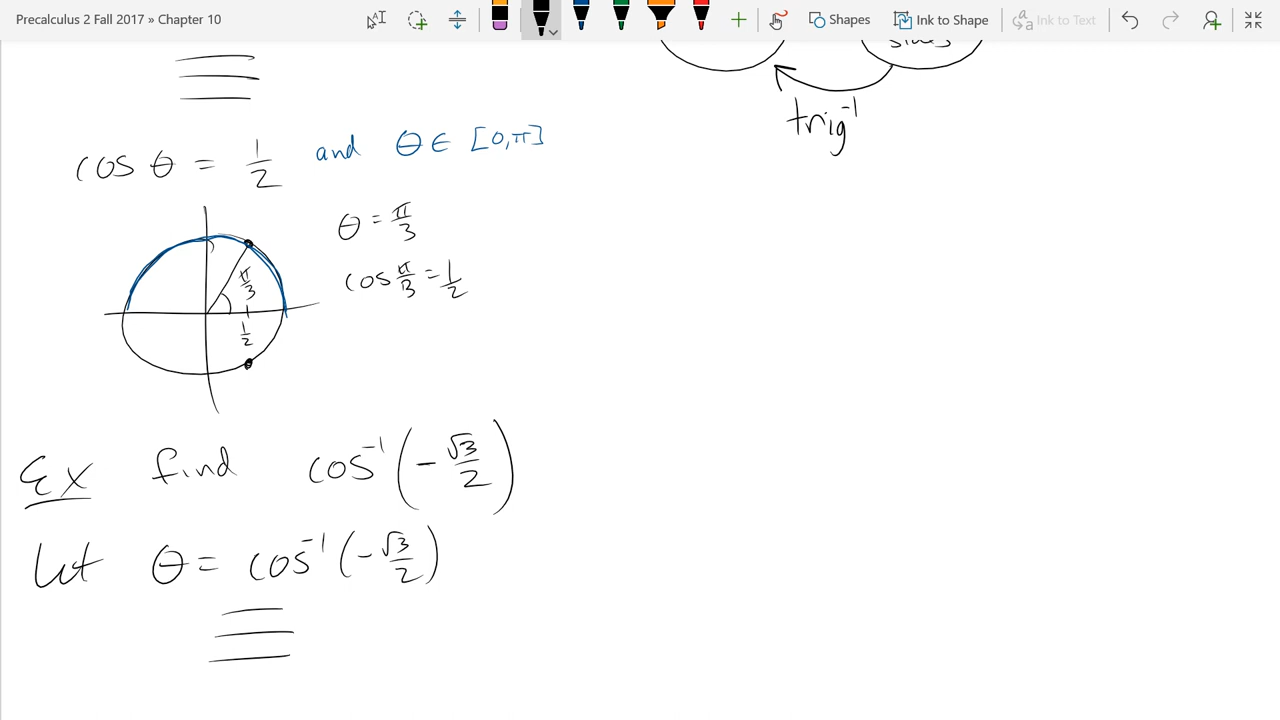 Precalculus 2 Fall 2017 » Chapter 10
Shapes
Ink to Shape
Ink to Text
trig⁻¹
cos θ = 1/2 and θ ∈ [0,π]
θ = π/3
cos π/3 = 1/2
π/3
1/2
Ex find cos⁻¹(-√3/2)
Let θ = cos⁻¹(-√3/2)